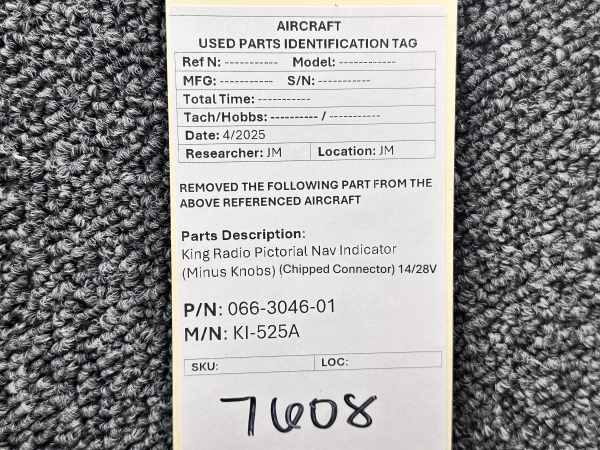 AIRCRAFT
USED PARTS IDENTIFICATION TAG
Ref N: ----------- Model: ------------
MFG: ----------- S/N: -----------
Total Time: -----------
Tach/Hobbs: ---------- / -----------
Date: 4/2025
Researcher: JM Location: JM
REMOVED THE FOLLOWING PART FROM THE
ABOVE REFERENCED AIRCRAFT
Parts Description:
King Radio Pictorial Nav Indicator
(Minus Knobs) (Chipped Connector) 14/28V
P/N: 066-3046-01
M/N: KI-525A
SKU: LOC:
7608